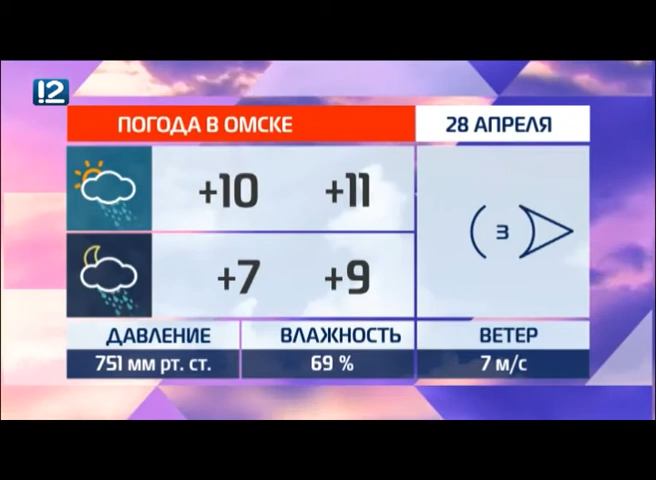 12
ПОГОДА В ОМСКЕ
28 АПРЕЛЯ
+10 +11
З
+7 +9
ДАВЛЕНИЕ ВЛАЖНОСТЬ ВЕТЕР
751 мм рт. ст. 69 % 7 м/с